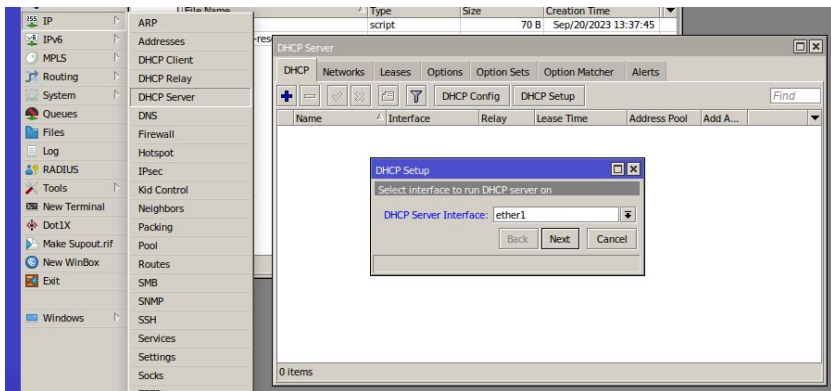 File Name Type Size Creation Time
script 70 B Sep/20/2023 13:37:45
IP
IPv6
MPLS
Routing
System
Queues
Files
Log
RADIUS
Tools
New Terminal
Dot1X
Make Supout.rif
New WinBox
Exit
Windows
ARP
Addresses
DHCP Client
DHCP Relay
DHCP Server
DNS
Firewall
Hotspot
IPsec
Kid Control
Neighbors
Packing
Pool
Routes
SMB
SNMP
SSH
Services
Settings
Socks
DHCP Server
DHCP Networks Leases Options Option Sets Option Matcher Alerts
DHCP Config DHCP Setup Find
Name Interface Relay Lease Time Address Pool Add A...
DHCP Setup
Select interface to run DHCP server on
DHCP Server Interface: ether1
Back Next Cancel
0 items